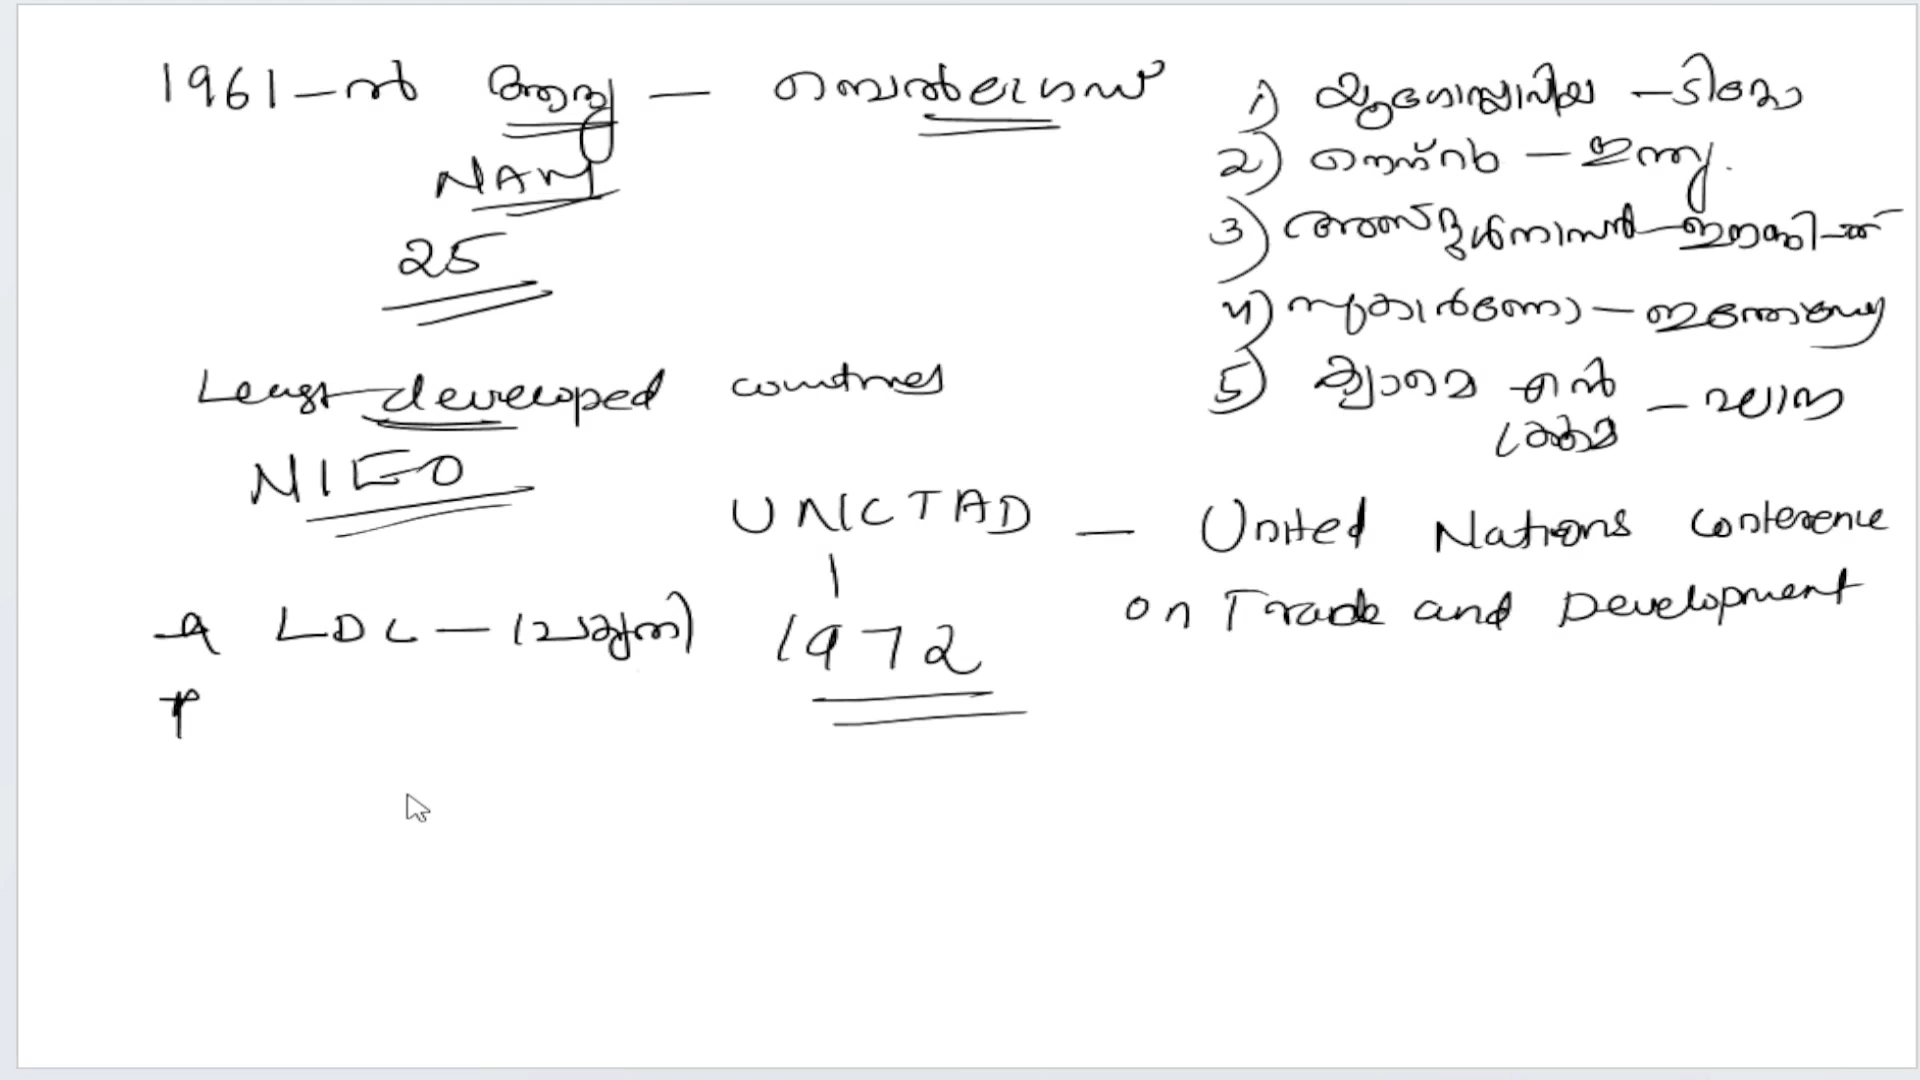 1961-ൽ ആദ്യ — ബെൽഗ്രേഡ്
NAM
25
Least developed countries
NIEO
1) യുഗോസ്ലാവിയ - ടിറ്റോ
2) നെഹ്റു - ഇന്ത്യ.
3) അബ്ദുൾ നാസർ - ഈജിപ്ത്
4) സുകാർണോ - ഇന്തോനേഷ്യ
5) ക്വാമെ എൻ ക്രൂമ - ഘാന
UNCTAD — United Nations Conference
on Trade and Development
1972
LDC -